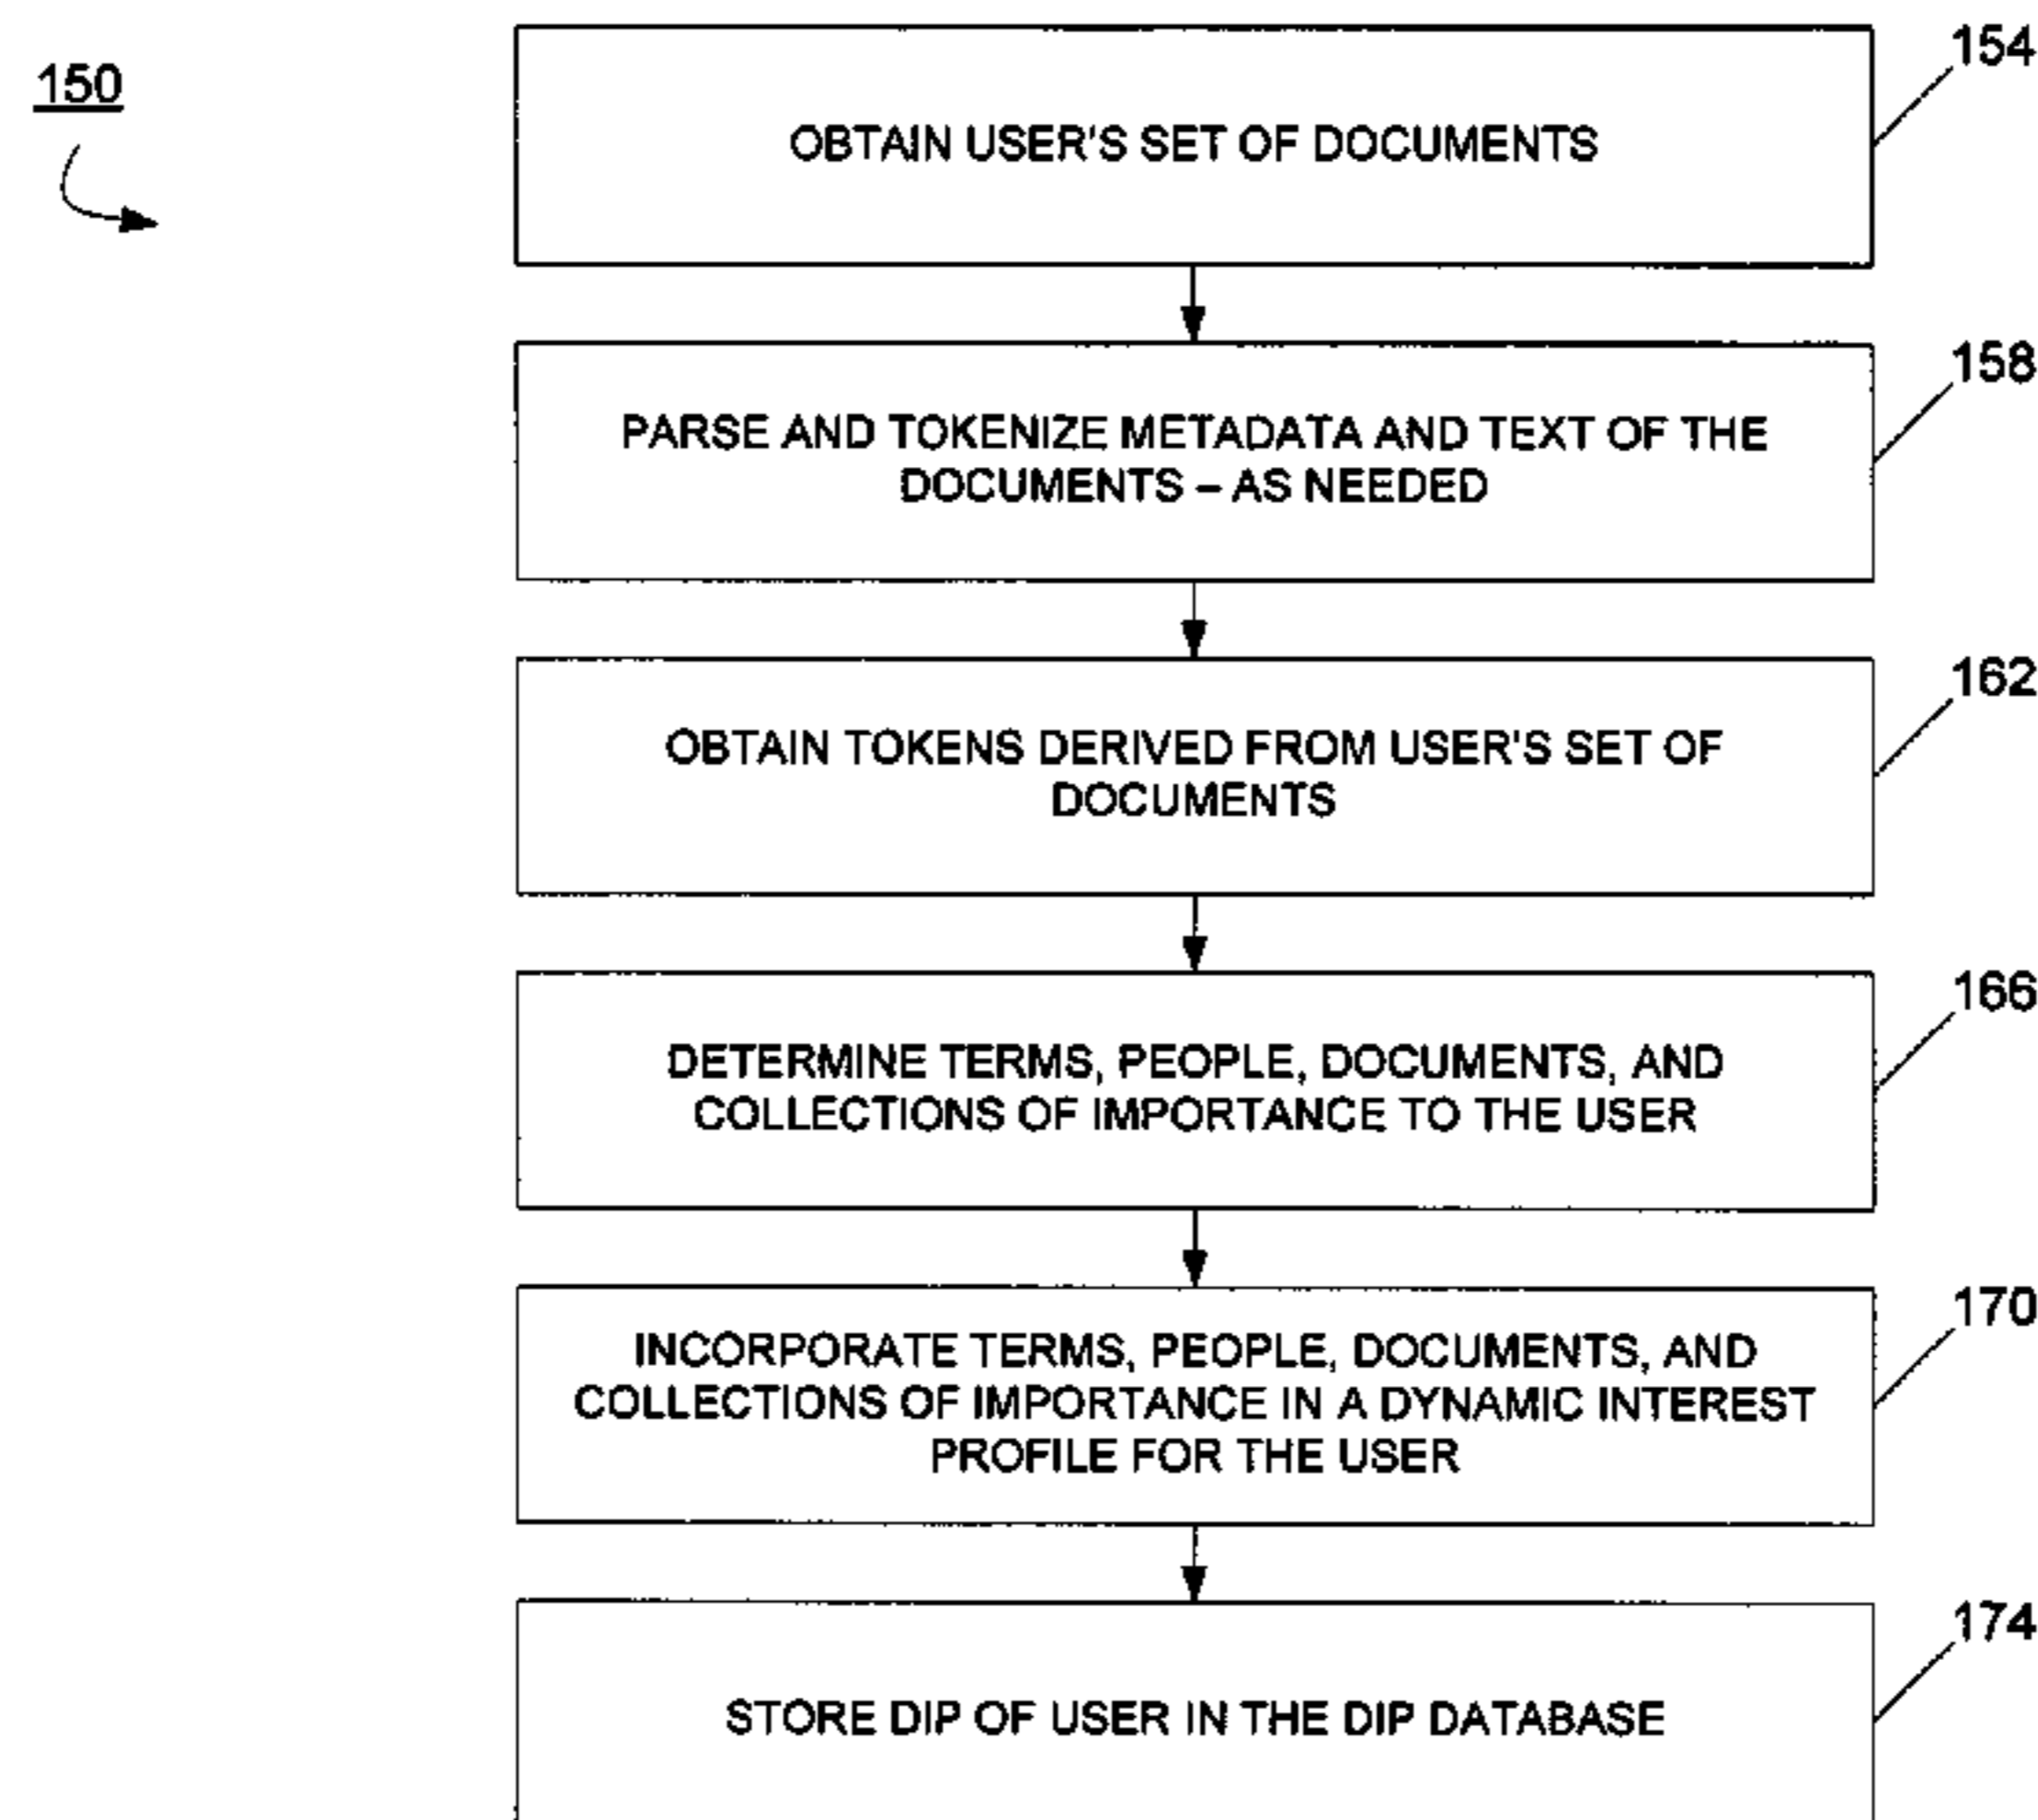 150
154
OBTAIN USER'S SET OF DOCUMENTS
158
PARSE AND TOKENIZE METADATA AND TEXT OF THE
DOCUMENTS – AS NEEDED
162
OBTAIN TOKENS DERIVED FROM USER'S SET OF
DOCUMENTS
166
DETERMINE TERMS, PEOPLE, DOCUMENTS, AND
COLLECTIONS OF IMPORTANCE TO THE USER
170
INCORPORATE TERMS, PEOPLE, DOCUMENTS, AND
COLLECTIONS OF IMPORTANCE IN A DYNAMIC INTEREST
PROFILE FOR THE USER
174
STORE DIP OF USER IN THE DIP DATABASE